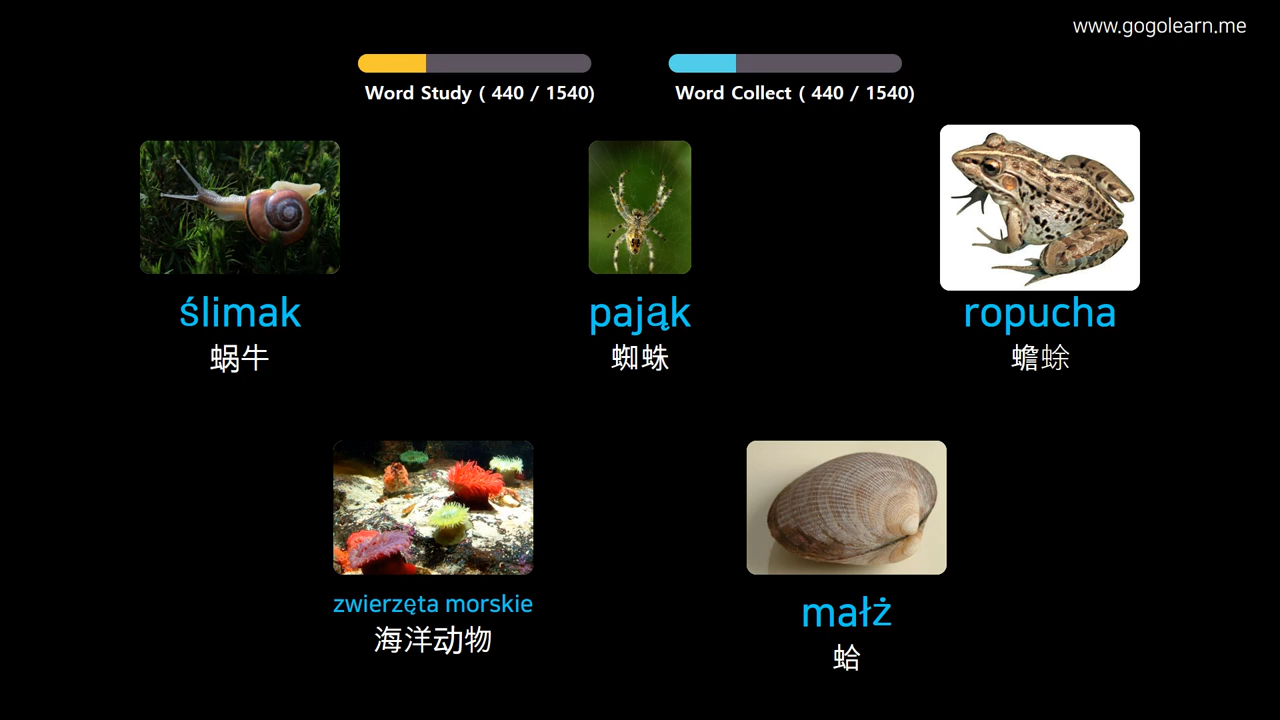 www.gogolearn.me
Word Study ( 440 / 1540)
Word Collect ( 440 / 1540)
ślimak
蜗牛
pająk
蜘蛛
ropucha
蟾蜍
zwierzęta morskie
海洋动物
małż
蛤